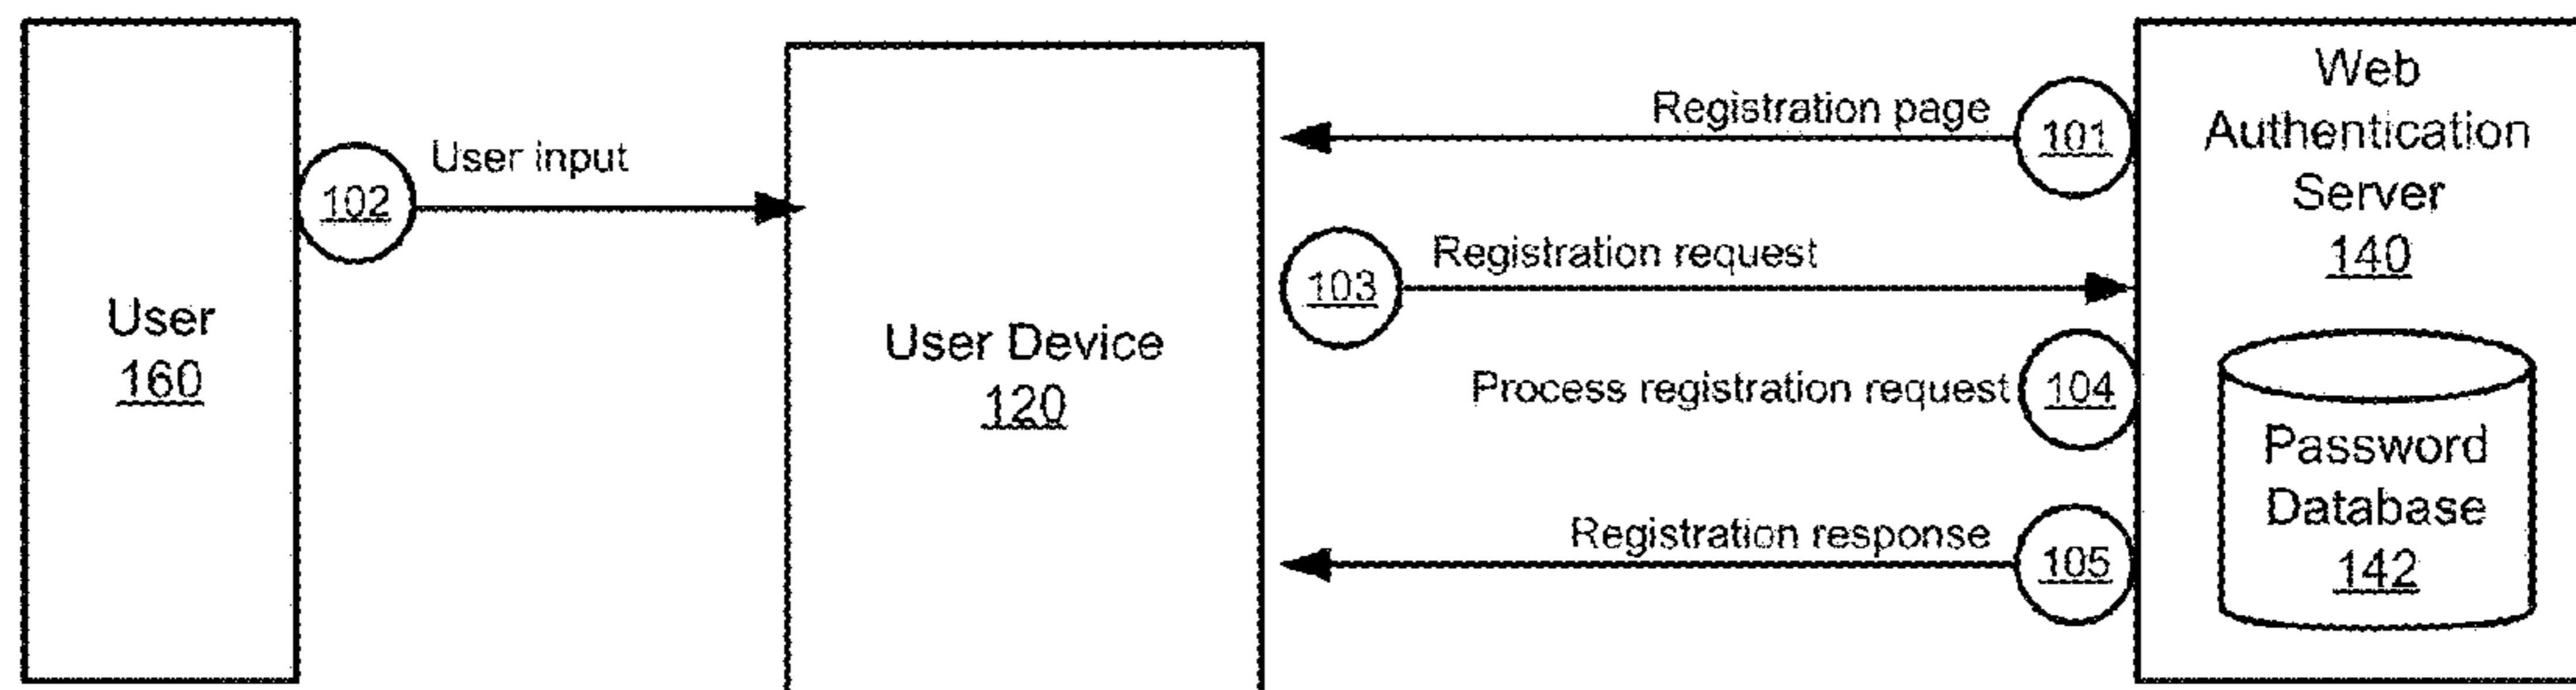 User
160
102
User input
User Device
120
Registration page
101
103
Registration request
Process registration request
104
Registration response
105
Web
Authentication
Server
140
Password
Database
142